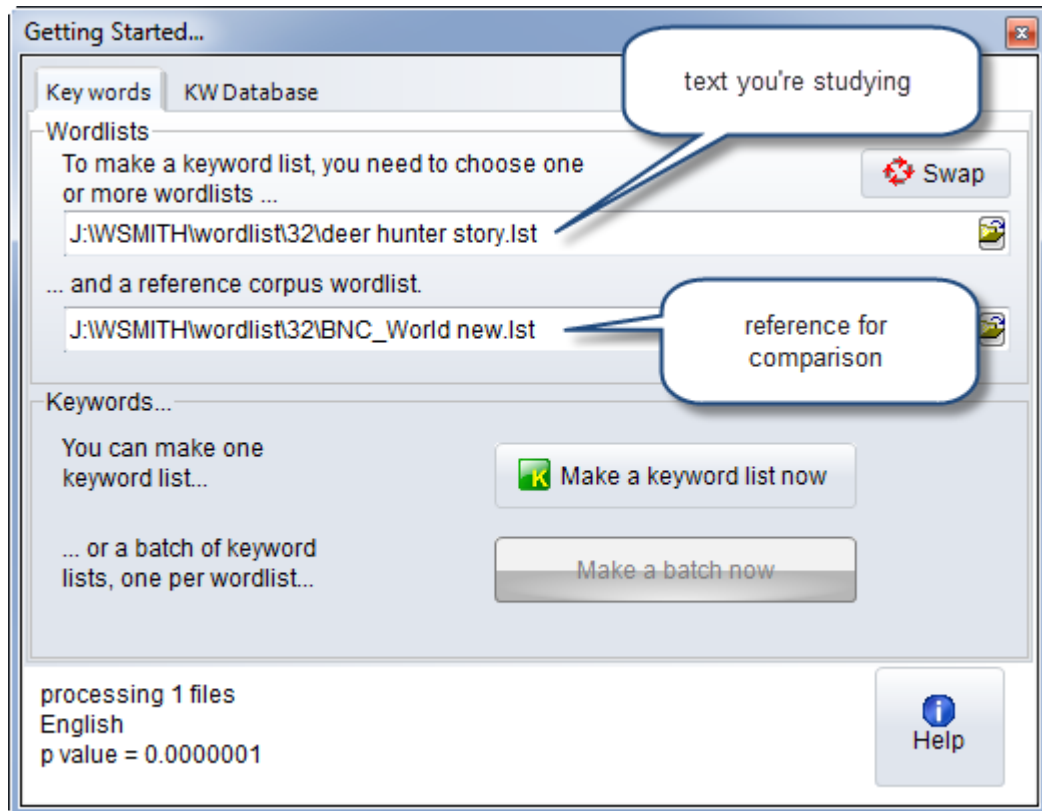 Getting Started...
text you're studying
Key words
KW Database
Wordlists
To make a keyword list, you need to choose one
or more wordlists ...
Swap
J:\WSMITH\wordlist\32\deer hunter story.lst
... and a reference corpus wordlist.
J:\WSMITH\wordlist\32\BNC_World new.lst
reference for
comparison
Keywords...
You can make one
keyword list...
K
Make a keyword list now
... or a batch of keyword
lists, one per wordlist...
Make a batch now
processing 1 files
English
p value = 0.0000001
i
Help